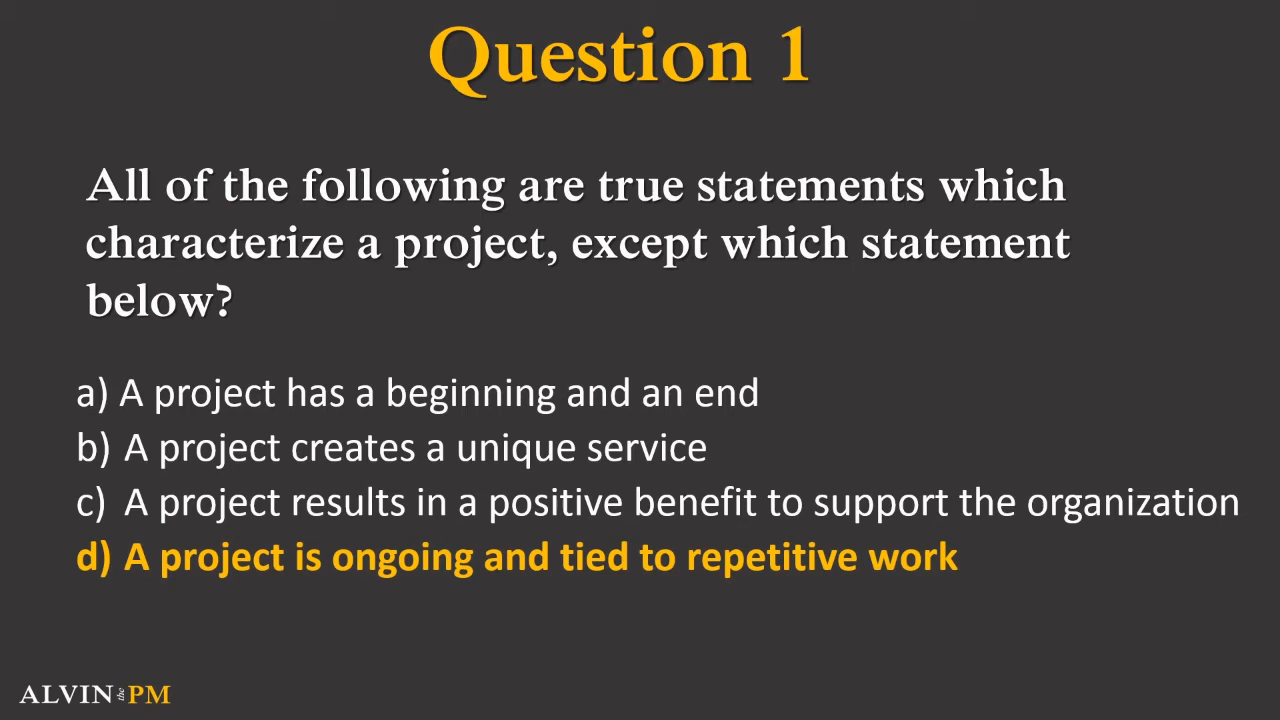 Question 1
All of the following are true statements which
characterize a project, except which statement
below?
a) A project has a beginning and an end
b) A project creates a unique service
c) A project results in a positive benefit to support the organization
d) A project is ongoing and tied to repetitive work
ALVIN the PM